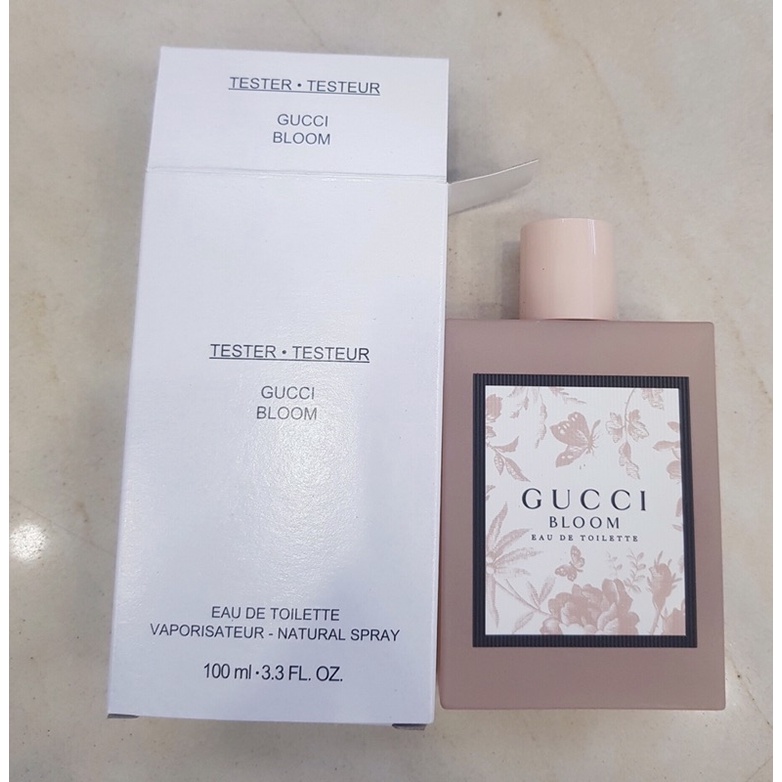 TESTER • TESTEUR
GUCCI
BLOOM
TESTER • TESTEUR
GUCCI
BLOOM
EAU DE TOILETTE
VAPORISATEUR - NATURAL SPRAY
100 ml • 3.3 FL. OZ.
GUCCI
BLOOM
EAU DE TOILETTE